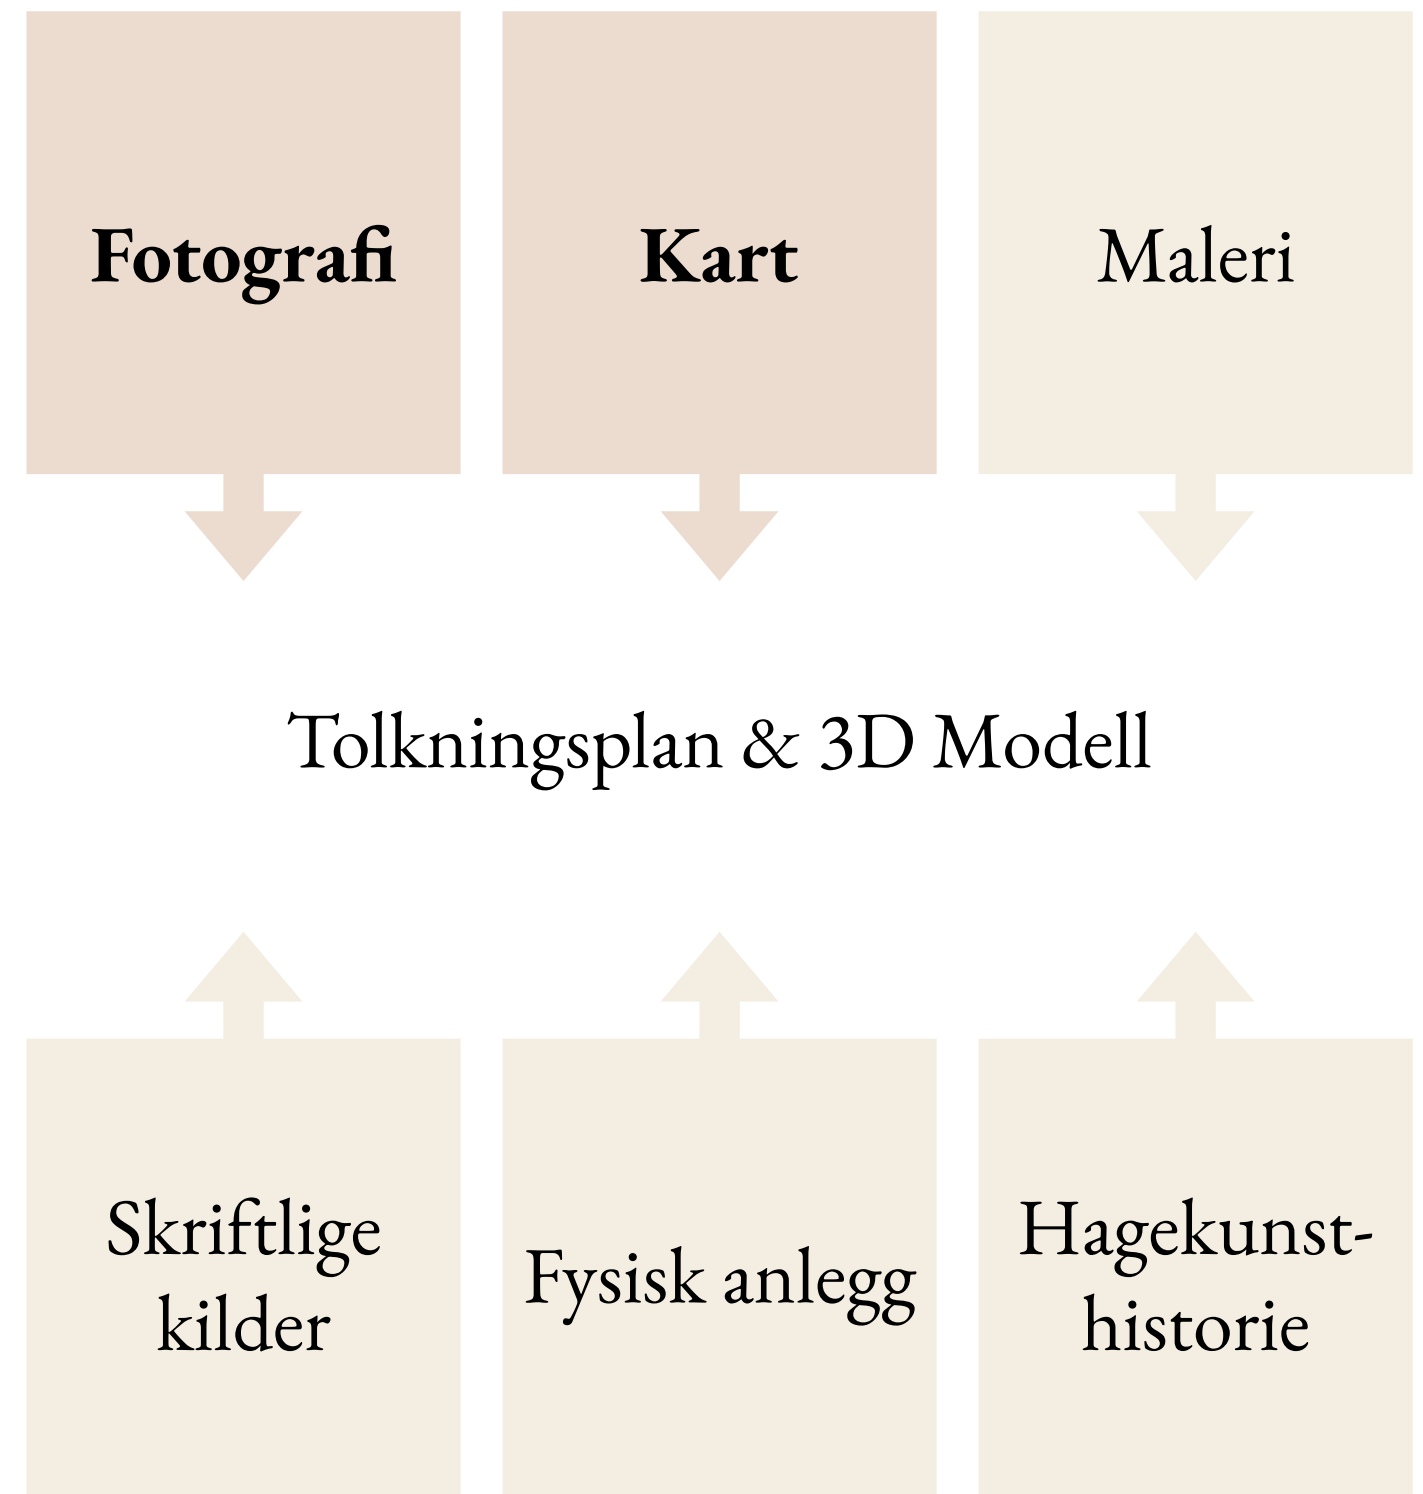 Fotografi
Kart
Maleri
Tolkningsplan & 3D Modell
Skriftlige
kilder
Fysisk anlegg
Hagekunst-
historie